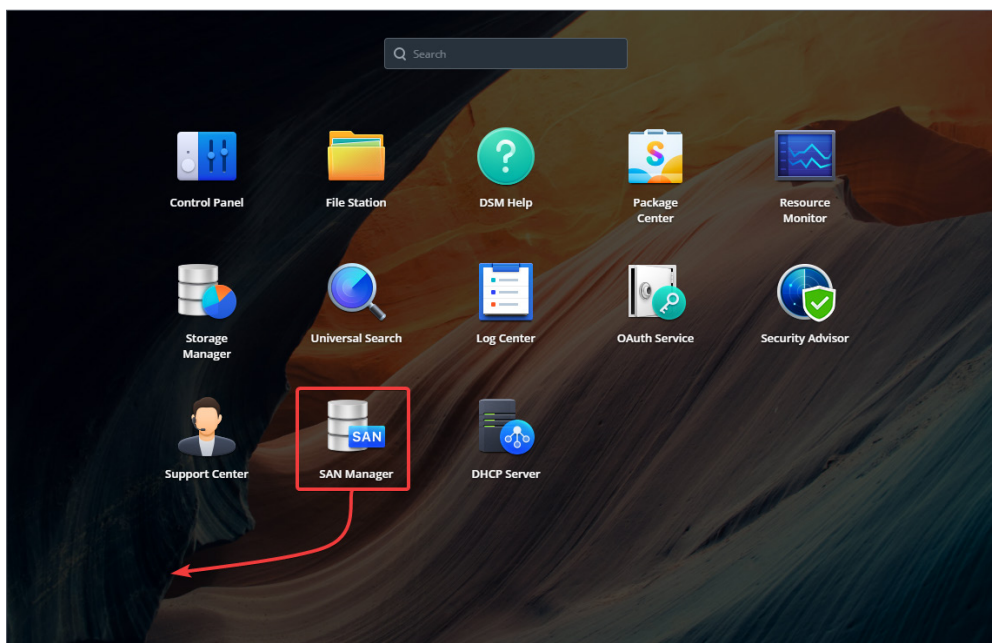 Search
Control Panel
File Station
DSM Help
Package
Center
Resource
Monitor
Storage
Manager
Universal Search
Log Center
OAuth Service
Security Advisor
Support Center
SAN
SAN Manager
DHCP Server